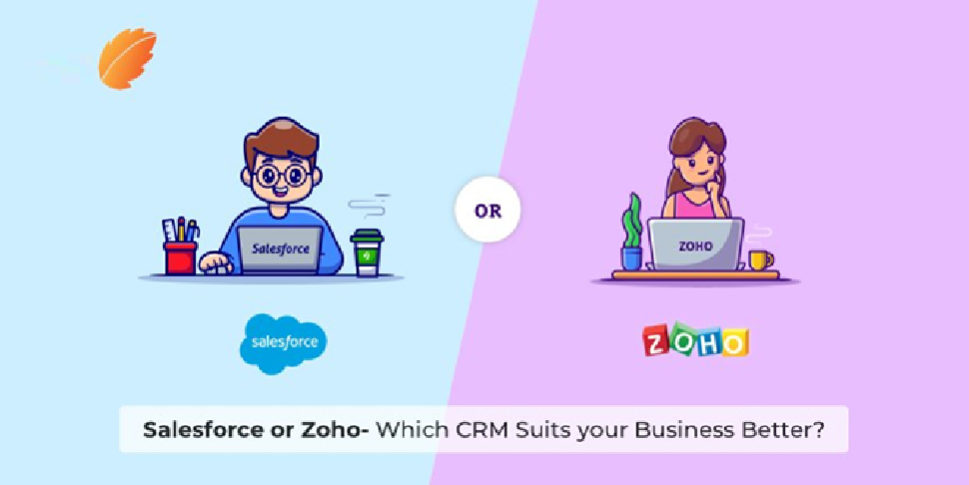 Salesforce
OR
ZOHO
salesforce
ZOHO
Salesforce or Zoho- Which CRM Suits your Business Better?